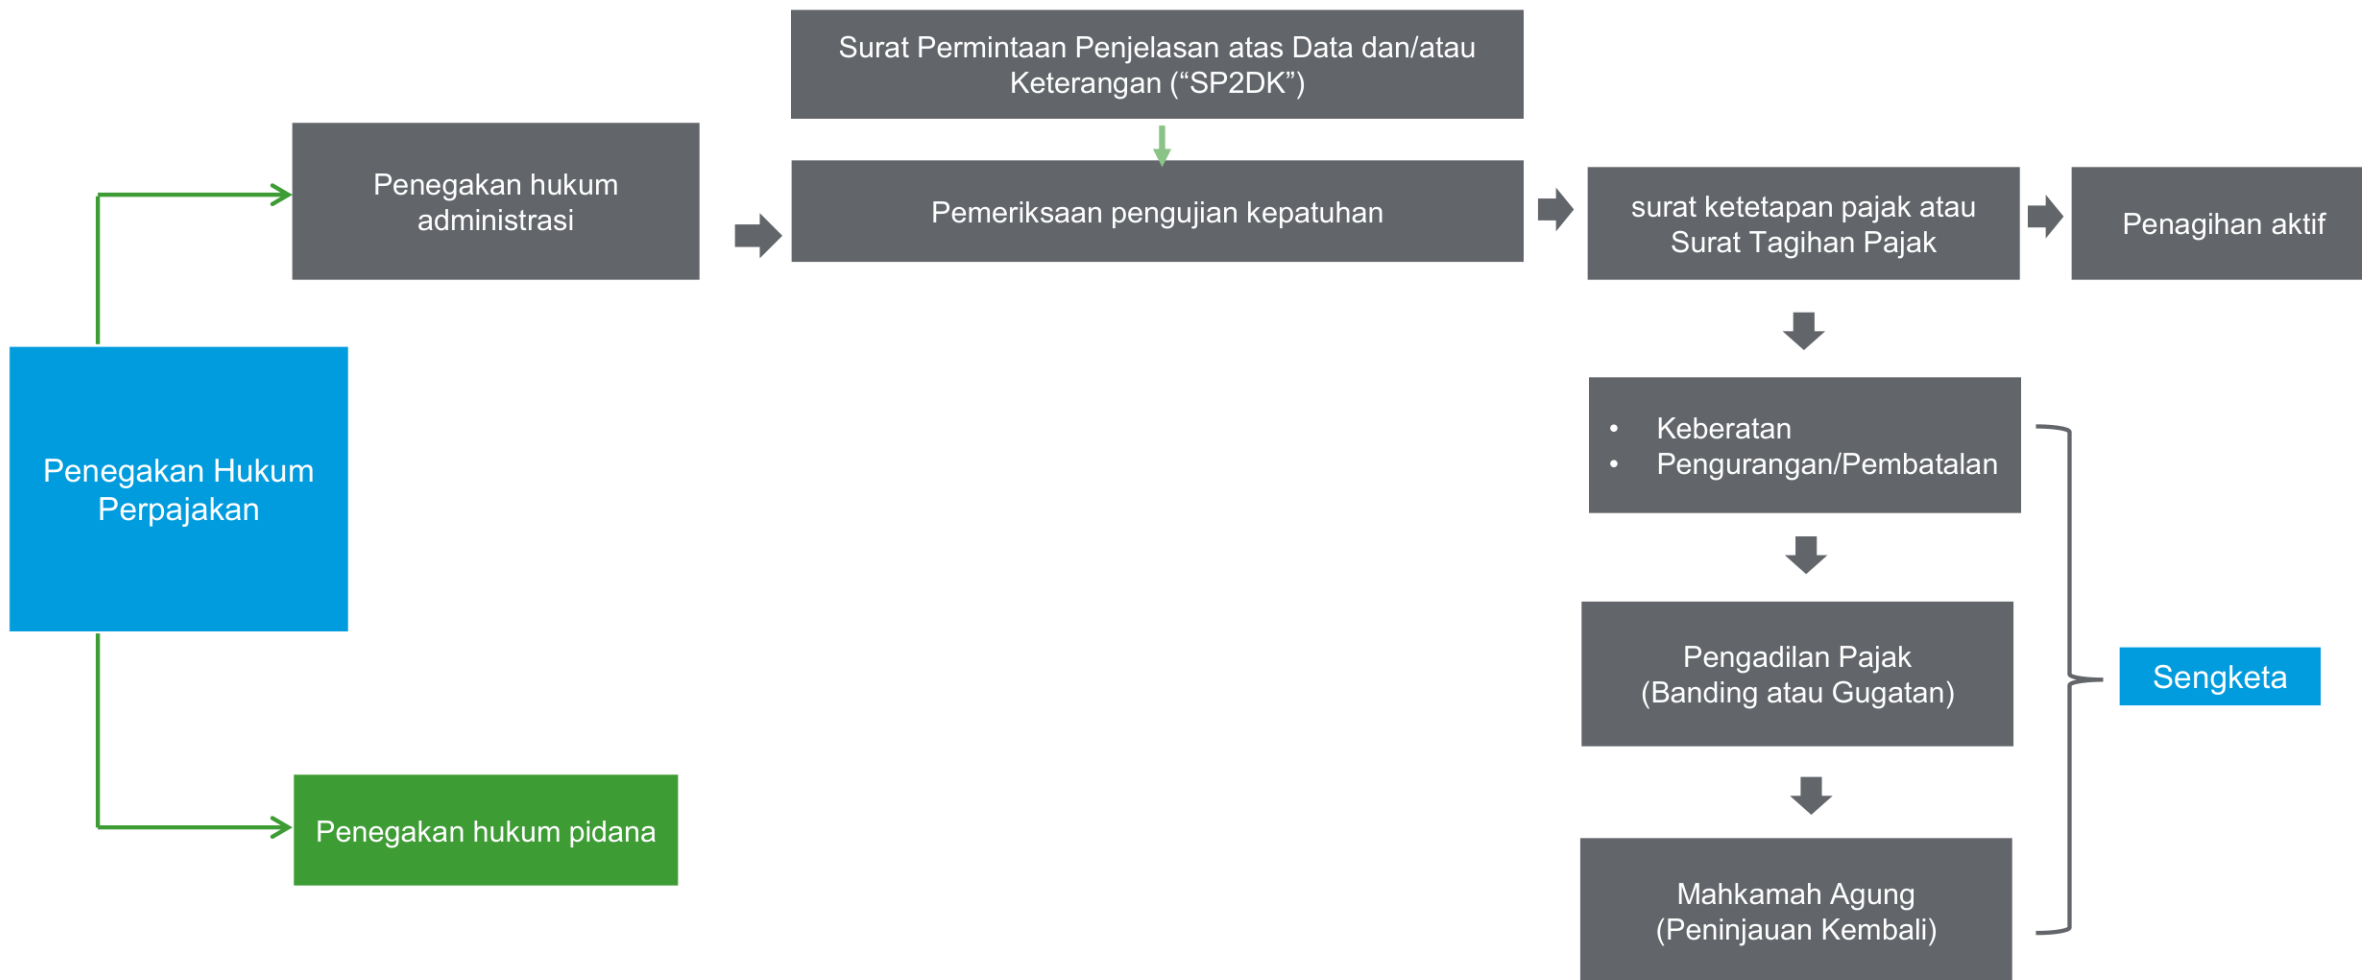 Surat Permintaan Penjelasan atas Data dan/atau
Keterangan (“SP2DK”)
Penegakan hukum
administrasi
Pemeriksaan pengujian kepatuhan
surat ketetapan pajak atau
Surat Tagihan Pajak
Penagihan aktif
Penegakan Hukum
Perpajakan
• Keberatan
• Pengurangan/Pembatalan
Pengadilan Pajak
(Banding atau Gugatan)
Sengketa
Penegakan hukum pidana
Mahkamah Agung
(Peninjauan Kembali)